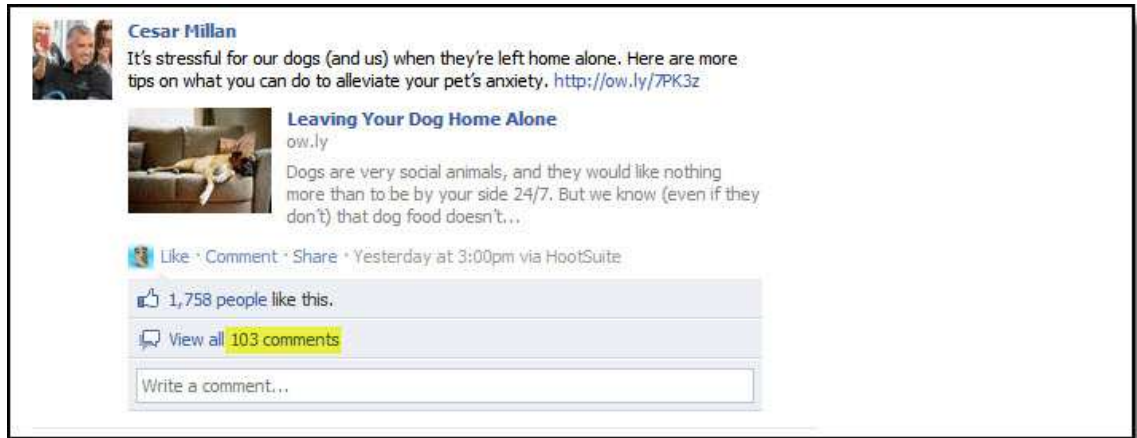 Cesar Millan
It's stressful for our dogs (and us) when they're left home alone. Here are more
tips on what you can do to alleviate your pet's anxiety. http://ow.ly/7PK3z
Leaving Your Dog Home Alone
ow.ly
Dogs are very social animals, and they would like nothing
more than to be by your side 24/7. But we know (even if they
don't) that dog food doesn't...
Like · Comment · Share · Yesterday at 3:00pm via HootSuite
1,758 people like this.
View all 103 comments
Write a comment...